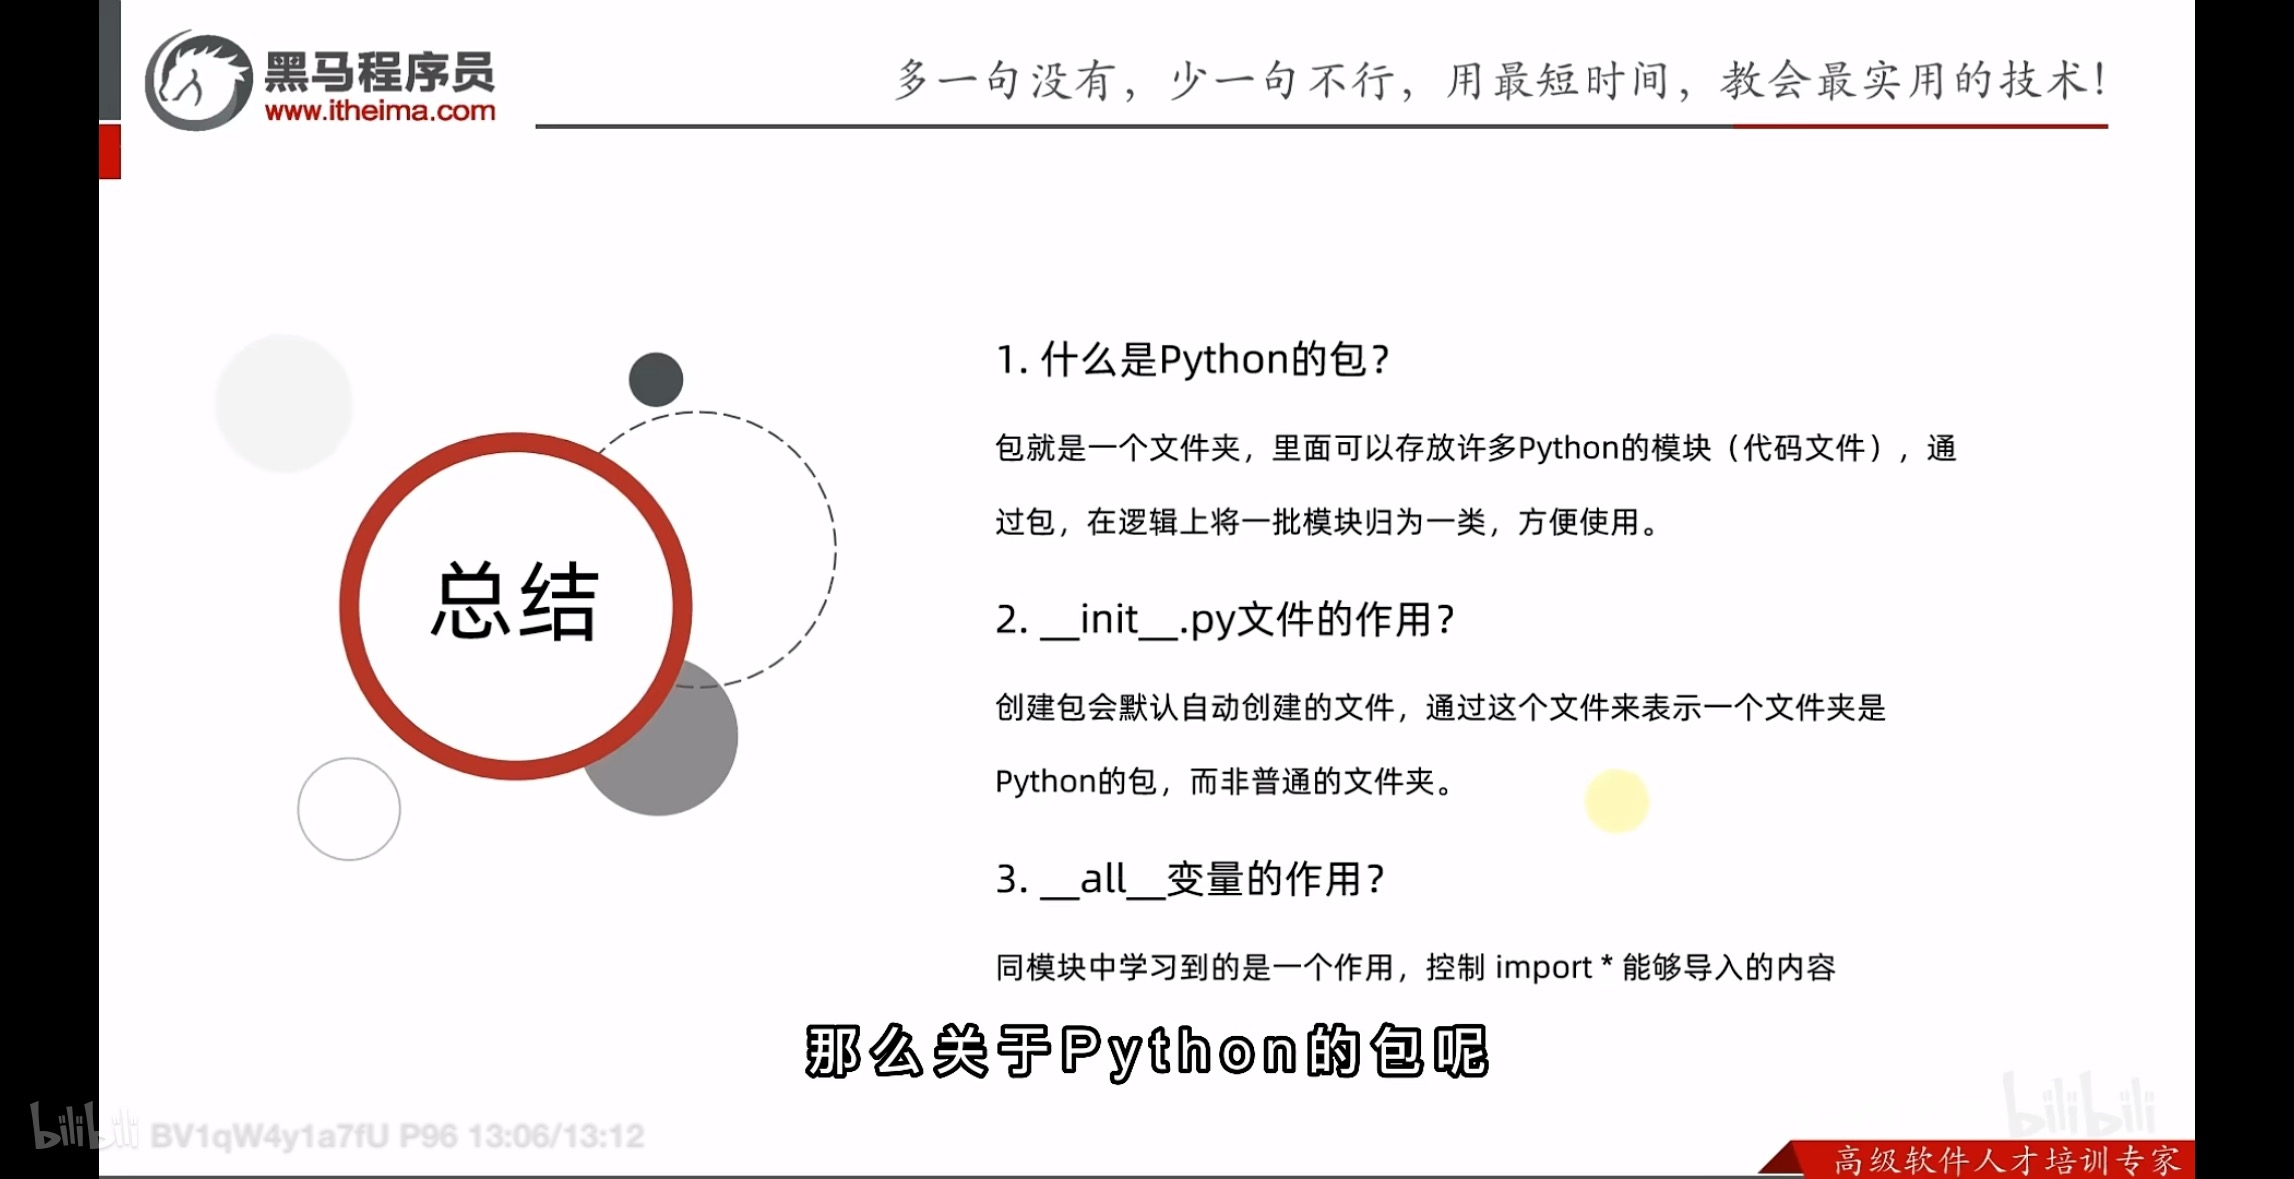 黑马程序员
www.itheima.com
多一句没有，少一句不行，用最短时间，教会最实用的技术！
总结
1. 什么是Python的包？
包就是一个文件夹，里面可以存放许多Python的模块（代码文件），通
过包，在逻辑上将一批模块归为一类，方便使用。
2. __init__.py文件的作用？
创建包会默认自动创建的文件，通过这个文件来表示一个文件夹是
Python的包，而非普通的文件夹。
3. __all__变量的作用？
同模块中学习到的是一个作用，控制 import * 能够导入的内容
那么关于Python的包呢
bilibili BV1qW4y1a7fU P96 13:06/13:12
bilibili
高级软件人才培训专家